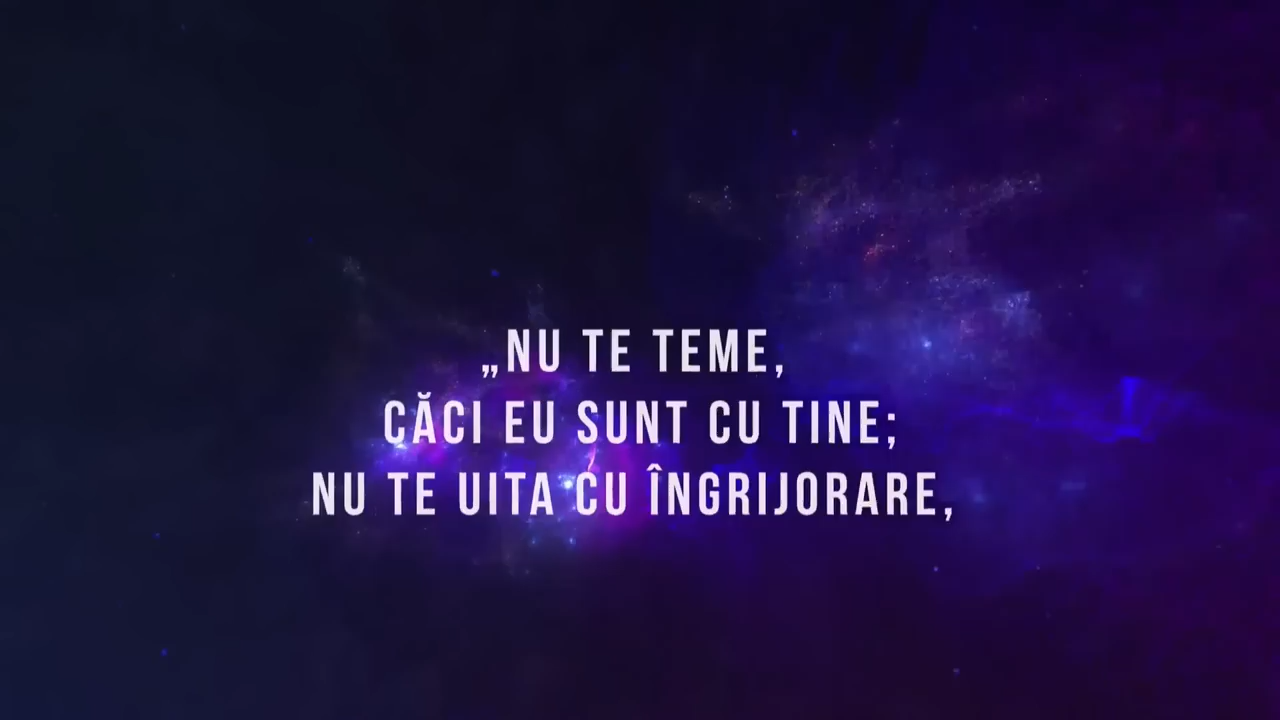 „NU TE TEME,
CĂCI EU SUNT CU TINE;
NU TE UITA CU ÎNGRIJORARE,